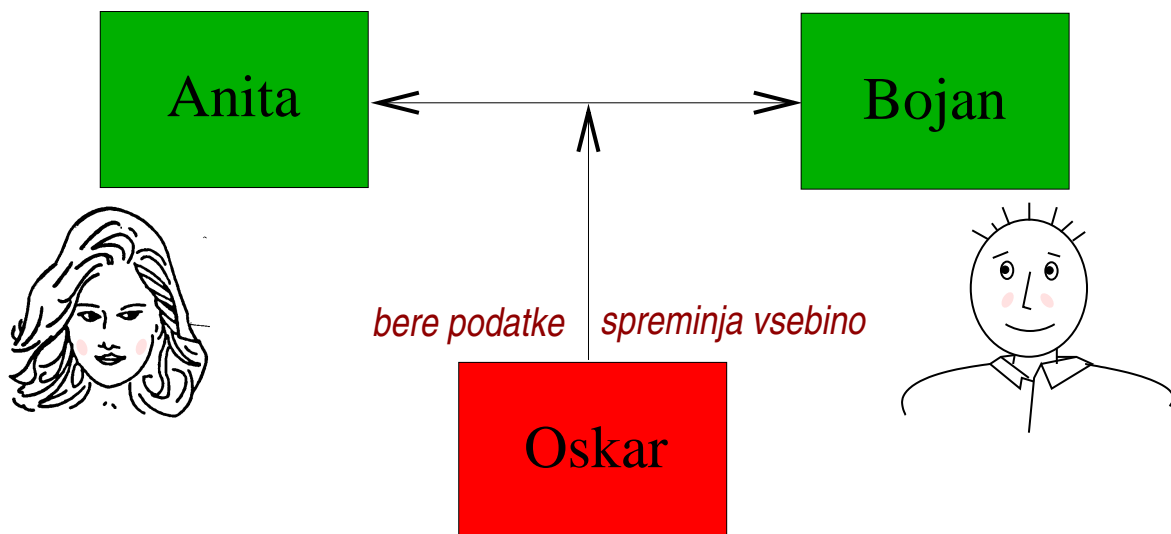 Anita
Bojan
bere podatke
spreminja vsebino
Oskar